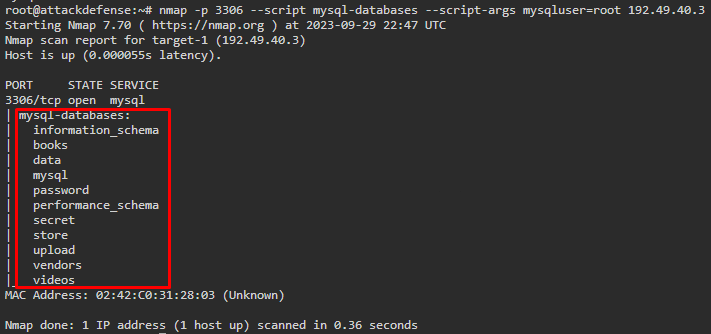 root@attackdefense:~# nmap -p 3306 --script mysql-databases --script-args mysqluser=root 192.49.40.3
Starting Nmap 7.70 ( https://nmap.org ) at 2023-09-29 22:47 UTC
Nmap scan report for target-1 (192.49.40.3)
Host is up (0.000055s latency).
PORT     STATE SERVICE
3306/tcp open  mysql
| mysql-databases:
|   information_schema
|   books
|   data
|   mysql
|   password
|   performance_schema
|   secret
|   store
|   upload
|   vendors
|_  videos
MAC Address: 02:42:C0:31:28:03 (Unknown)
Nmap done: 1 IP address (1 host up) scanned in 0.36 seconds